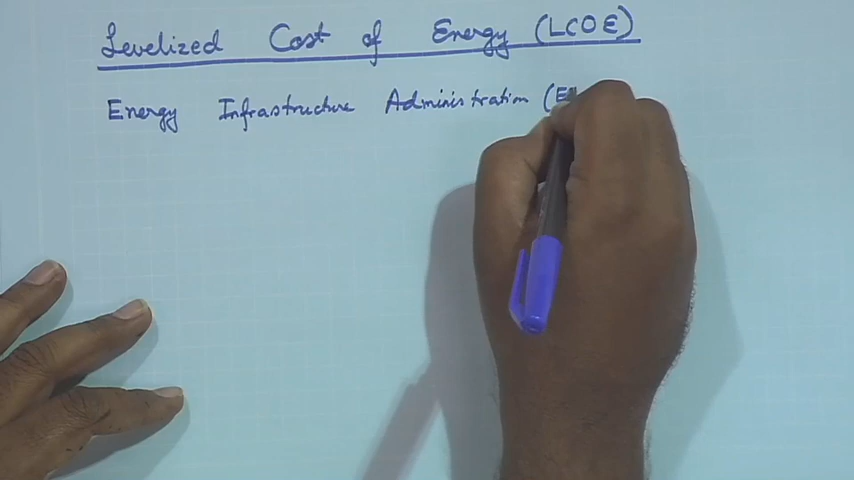 Levelized Cost of Energy (LCOE)
Energy Infrastructure Administration (E